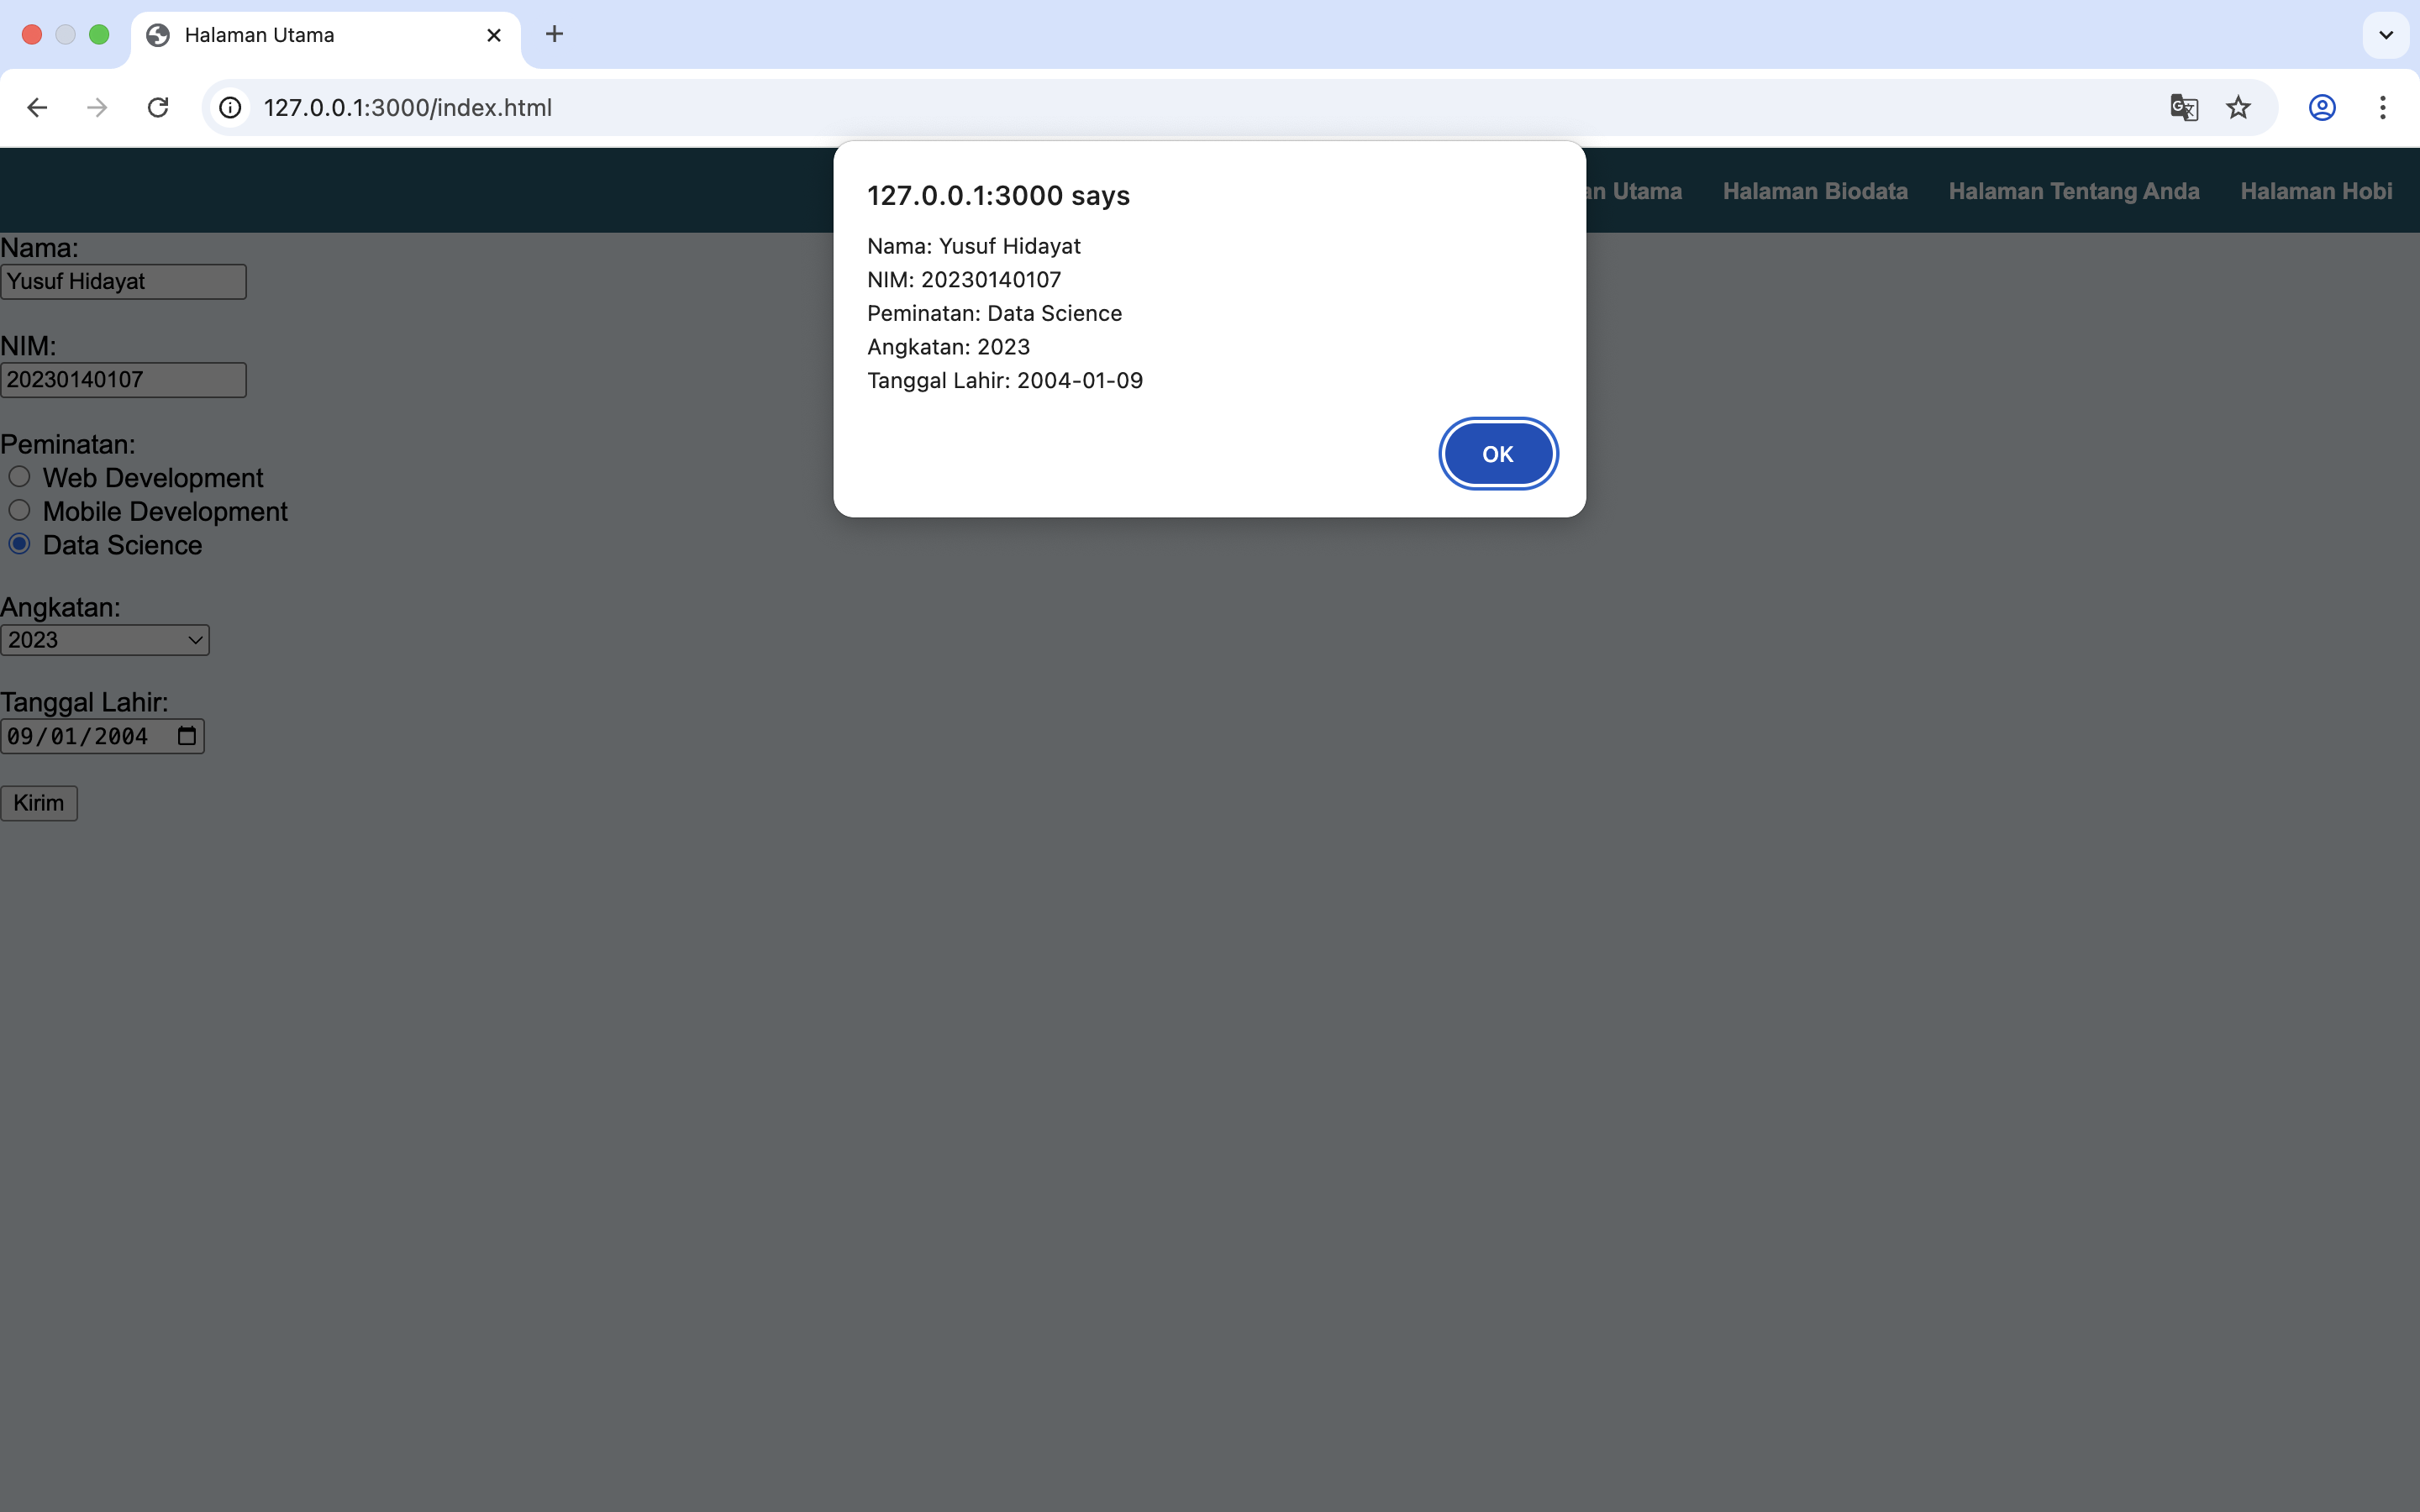 Halaman Utama
127.0.0.1:3000/index.html
127.0.0.1:3000 says
Nama: Yusuf Hidayat
NIM: 20230140107
Peminatan: Data Science
Angkatan: 2023
Tanggal Lahir: 2004-01-09
OK
an Utama
Halaman Biodata
Halaman Tentang Anda
Halaman Hobi
Nama:
Yusuf Hidayat
NIM:
20230140107
Peminatan:
Web Development
Mobile Development
Data Science
Angkatan:
2023
Tanggal Lahir:
09/01/2004
Kirim